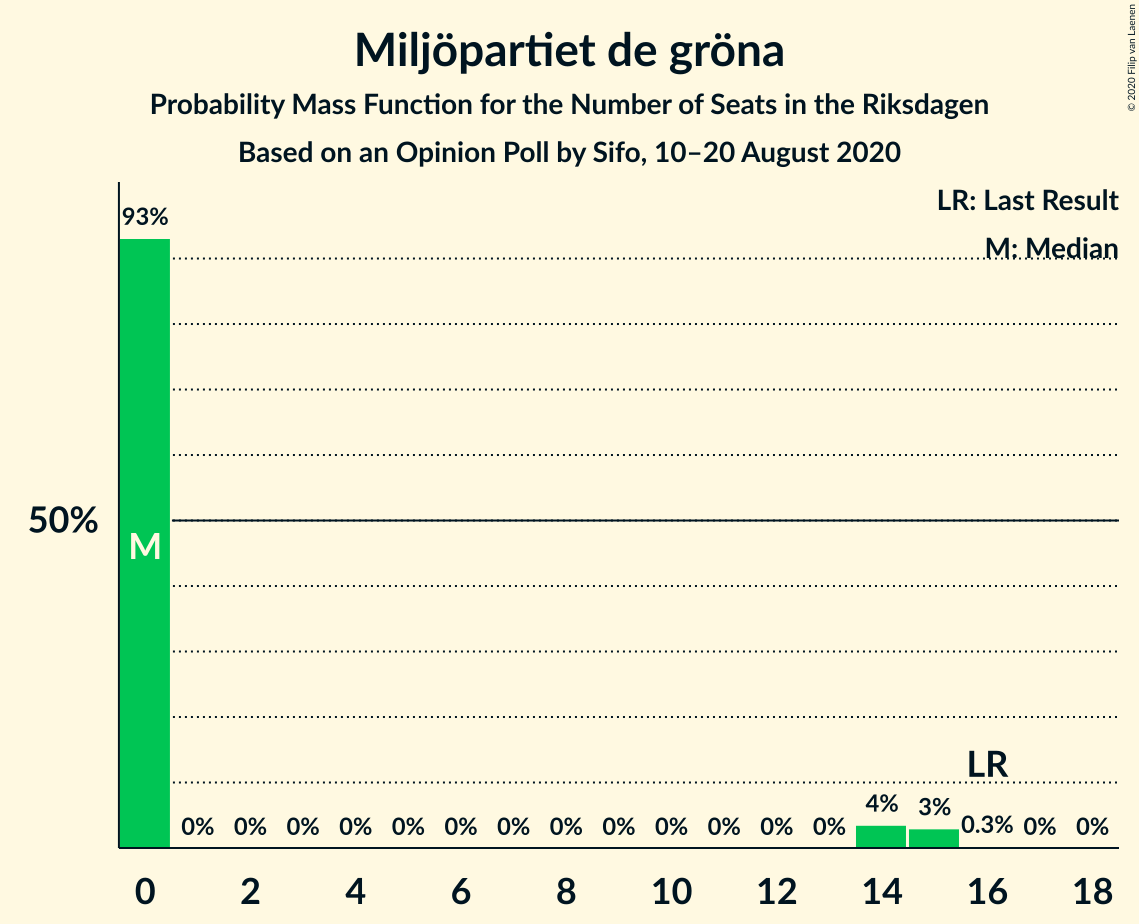 Miljöpartiet de gröna
Probability Mass Function for the Number of Seats in the Riksdagen
Based on an Opinion Poll by Sifo, 10–20 August 2020
© 2020 Filip van Laenen
LR: Last Result
M: Median
93%
50%
M
LR
0% 0% 0% 0% 0% 0% 0% 0% 0% 0% 0% 0% 0% 4% 3% 0.3% 0% 0%
0 2 4 6 8 10 12 14 16 18